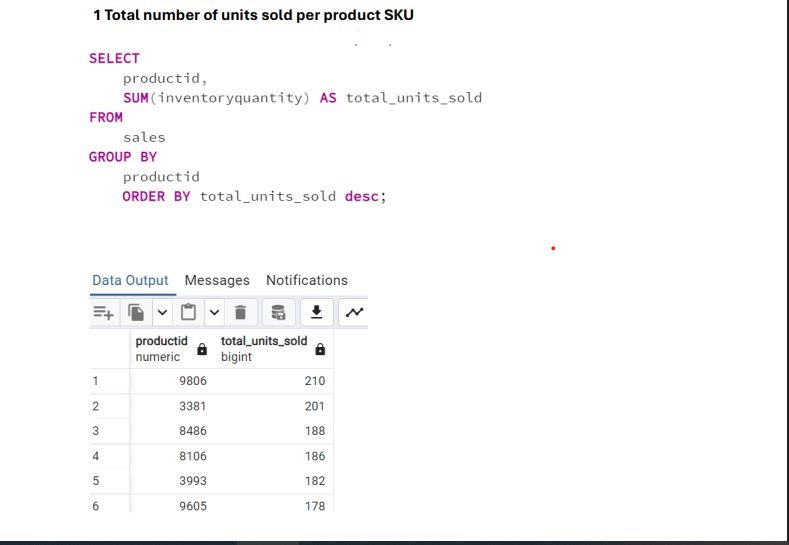 1 Total number of units sold per product SKU
SELECT
productid,
SUM(inventoryquantity) AS total_units_sold
FROM
sales
GROUP BY
productid
ORDER BY total_units_sold desc;
Data Output Messages Notifications
productid total_units_sold
numeric bigint
1 9806 210
2 3381 201
3 8486 188
4 8106 186
5 3993 182
6 9605 178